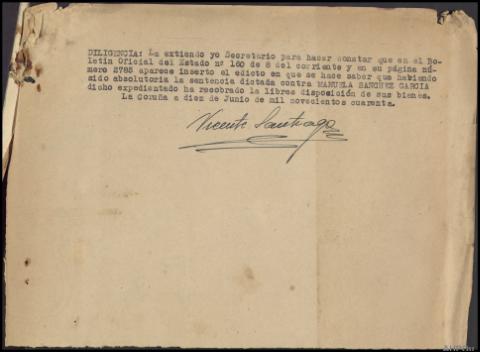 DILIGENCIA: La extiendo yo Secretario para hacer constar que en el Bo-
letin Oficial del Estado nº 160 de 8 del corriente y en su página nú-
mero 2785 aparece inserto el edicto en que se hace saber que habiendo
sido absolutoria la sentencia dictada contra MANUELA SANCHEZ GARCIA
dicho expedientado ha recobrado la libres disposición de sus bienes.
La Coruña a diez de Junio de mil novecientos cuarenta.
Vicente Santiago